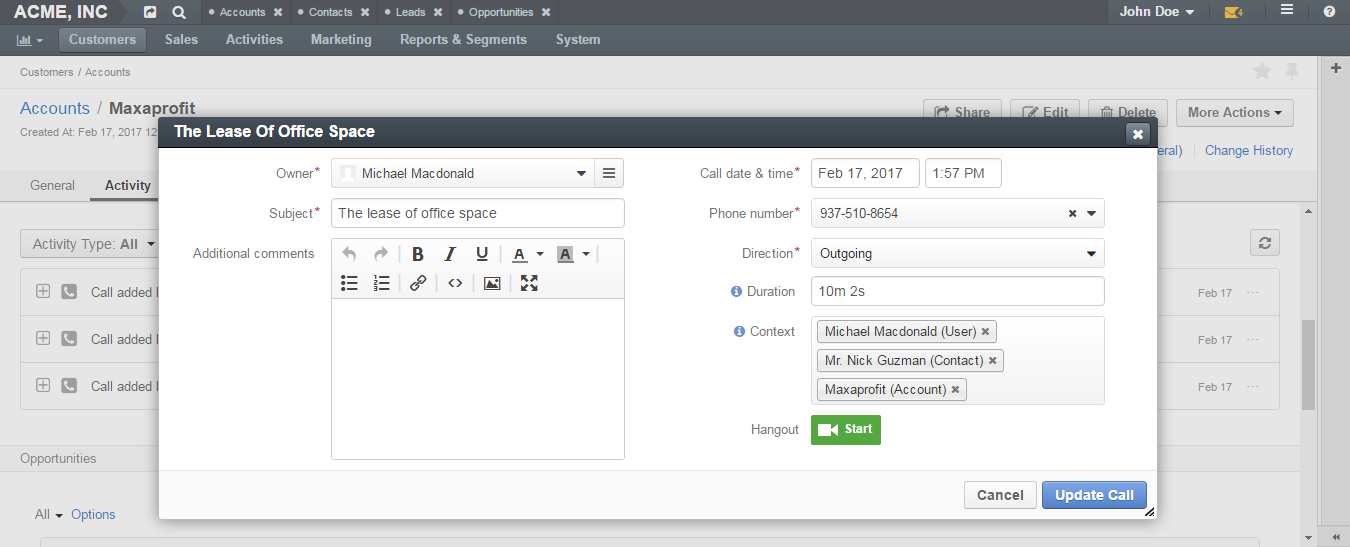 ACME, INC • Accounts × • Contacts × • Leads × • Opportunities × John Doe 4
Customers Sales Activities Marketing Reports & Segments System
Customers / Accounts
Accounts / Maxaprofit Share Edit Delete More Actions
Created At: Feb 17, 2017 12
eral) Change History
General Activity
Activity Type: All
Call added
Feb 17 ...
Call added
Feb 17 ...
Call added
Feb 17 ...
Opportunities
All Options
The Lease Of Office Space ×
Owner* Michael Macdonald
Subject* The lease of office space
Additional comments
B I U A A
Call date & time* Feb 17, 2017 1:57 PM
Phone number* 937-510-8654 ×
Direction* Outgoing
Duration 10m 2s
Context Michael Macdonald (User) ×
Mr. Nick Guzman (Contact) ×
Maxaprofit (Account) ×
Hangout Start
Cancel Update Call